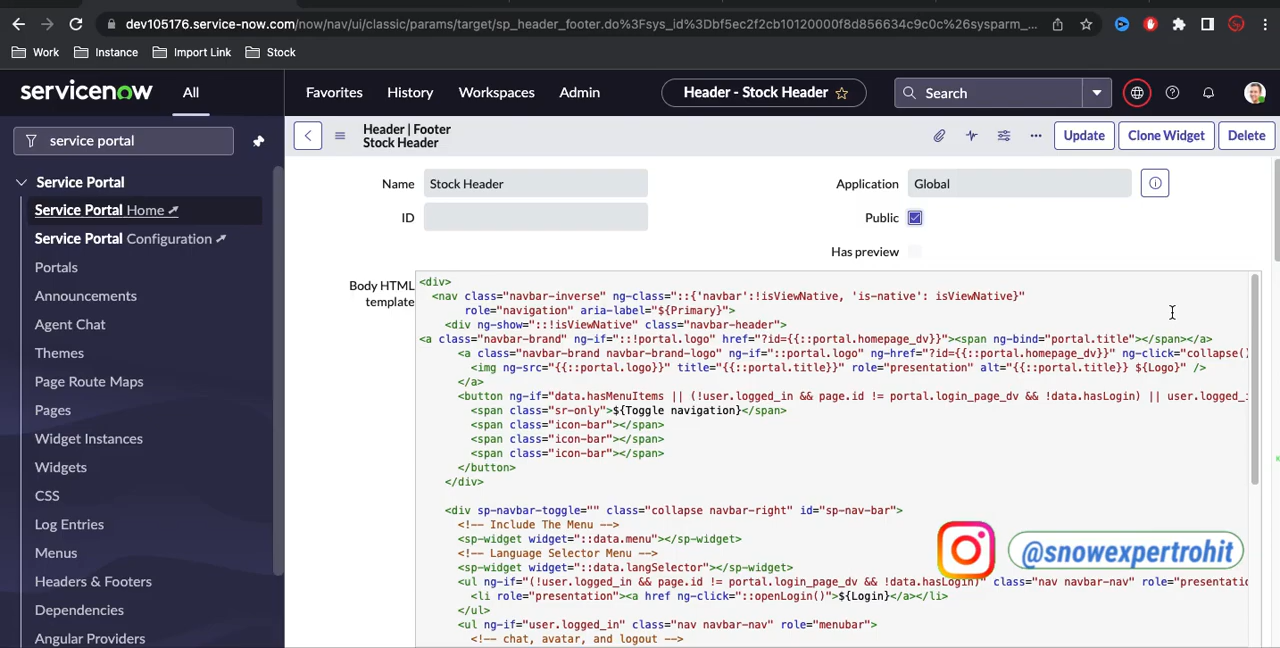 dev105176.service-now.com/now/nav/ui/classic/params/target/sp_header_footer.do%3Fsys_id%3Dbf5ec2f2cb10120000f8d856634c9c0c%26sysparm_...
Work Instance Import Link Stock
servicenow All Favorites History Workspaces Admin Header - Stock Header Search
service portal
Header | Footer
Stock Header
Update Clone Widget Delete
Service Portal
Service Portal Home
Service Portal Configuration
Portals
Announcements
Agent Chat
Themes
Page Route Maps
Pages
Widget Instances
Widgets
CSS
Log Entries
Menus
Headers & Footers
Dependencies
Angular Providers
Name Stock Header
Application Global
ID
Public
Has preview
Body HTML
template
<div>
<nav class="navbar-inverse" ng-class="::{'navbar':!isViewNative, 'is-native': isViewNative}"
role="navigation" aria-label="${Primary}">
<div ng-show="::!isViewNative" class="navbar-header">
<a class="navbar-brand" ng-if="::!portal.logo" href="?id={{::portal.homepage_dv}}"><span ng-bind="portal.title"></span></a>
<a class="navbar-brand navbar-brand-logo" ng-if="::portal.logo" ng-href="?id={{::portal.homepage_dv}}" ng-click="collapse()
<img ng-src="{{::portal.logo}}" title="{{::portal.title}}" role="presentation" alt="{{::portal.title}} ${Logo}" />
</a>
<button ng-if="data.hasMenuItems || (!user.logged_in && page.id != portal.login_page_dv && !data.hasLogin) || user.logged_i
<span class="sr-only">${Toggle navigation}</span>
<span class="icon-bar"></span>
<span class="icon-bar"></span>
<span class="icon-bar"></span>
</button>
</div>
<div sp-navbar-toggle="" class="collapse navbar-right" id="sp-nav-bar">
<!-- Include The Menu -->
<sp-widget widget="::data.menu"></sp-widget>
<!-- Language Selector Menu -->
<sp-widget widget="::data.langSelector"></sp-widget>
<ul ng-if="(!user.logged_in && page.id != portal.login_page_dv && !data.hasLogin)" class="nav navbar-nav" role="presentatio
<li role="presentation"><a href ng-click="::openLogin()">${Login}</a></li>
</ul>
<ul ng-if="user.logged_in" class="nav navbar-nav" role="menubar">
<!-- chat, avatar, and logout -->
@snowexpertrohit